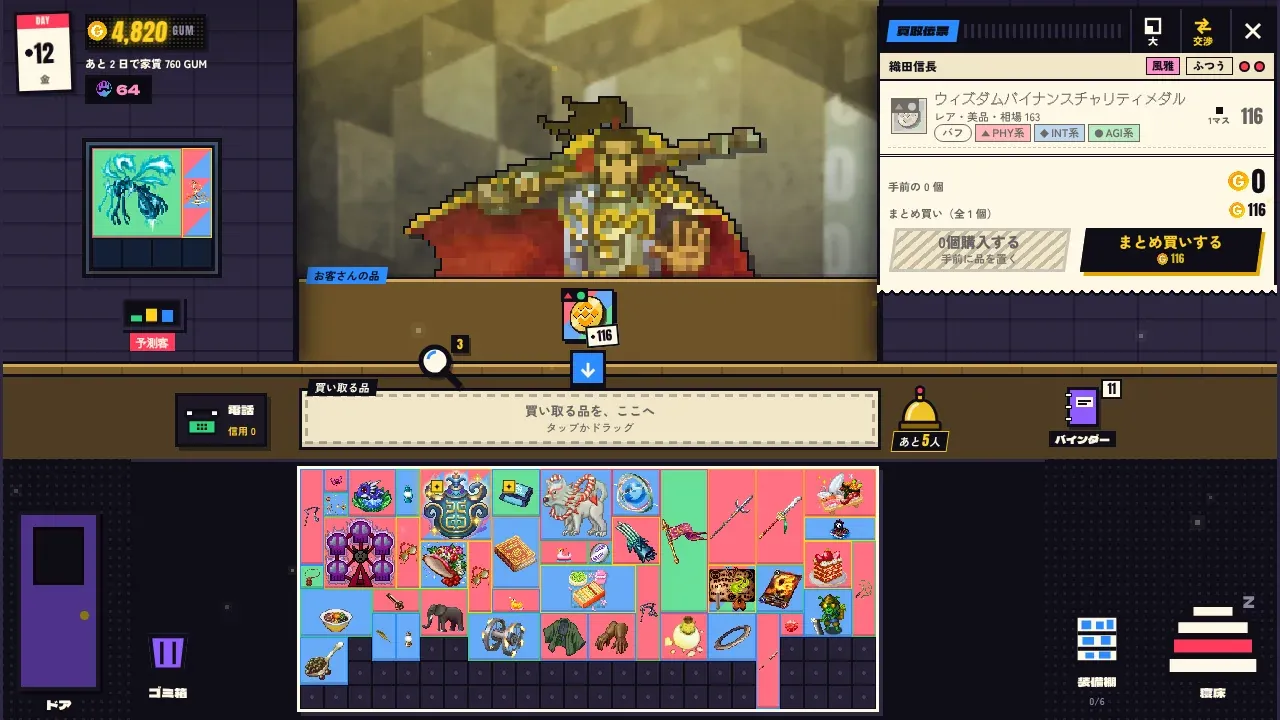 DAY
12
金
4,820 GUM
あと 2 日で家賃 760 GUM
64
予測客
お客さんの品
116
3
買い取る品
買い取る品を、ここへ
タップかドラッグ
電話
信用 0
あと5人
11
バインダー
買取伝票
大
交渉
織田信長
風雅
ふつう
ウィズダムバイナンスチャリティメダル
レア・美品・相場 163
バフ
PHY系
INT系
AGI系
1マス
116
手前の 0 個
0
まとめ買い（全 1 個）
116
0個購入する
手前に品を置く
まとめ買いする
116
ドア
ゴミ箱
装備棚
0/6
Z
寝床